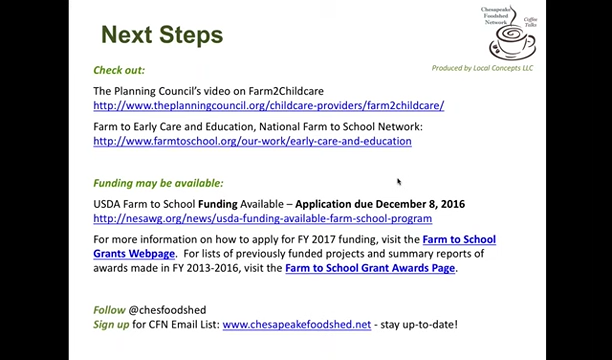 Next Steps
Chesapeake
Foodshed
Network
Coffee
Talks
Produced by Local Concepts LLC
Check out:
The Planning Council's video on Farm2Childcare
http://www.theplanningcouncil.org/childcare-providers/farm2childcare/
Farm to Early Care and Education, National Farm to School Network:
http://www.farmtoschool.org/our-work/early-care-and-education
Funding may be available:
USDA Farm to School Funding Available – Application due December 8, 2016
http://nesawg.org/news/usda-funding-available-farm-school-program
For more information on how to apply for FY 2017 funding, visit the Farm to School
Grants Webpage. For lists of previously funded projects and summary reports of
awards made in FY 2013-2016, visit the Farm to School Grant Awards Page.
Follow @chesfoodshed
Sign up for CFN Email List: www.chesapeakefoodshed.net - stay up-to-date!